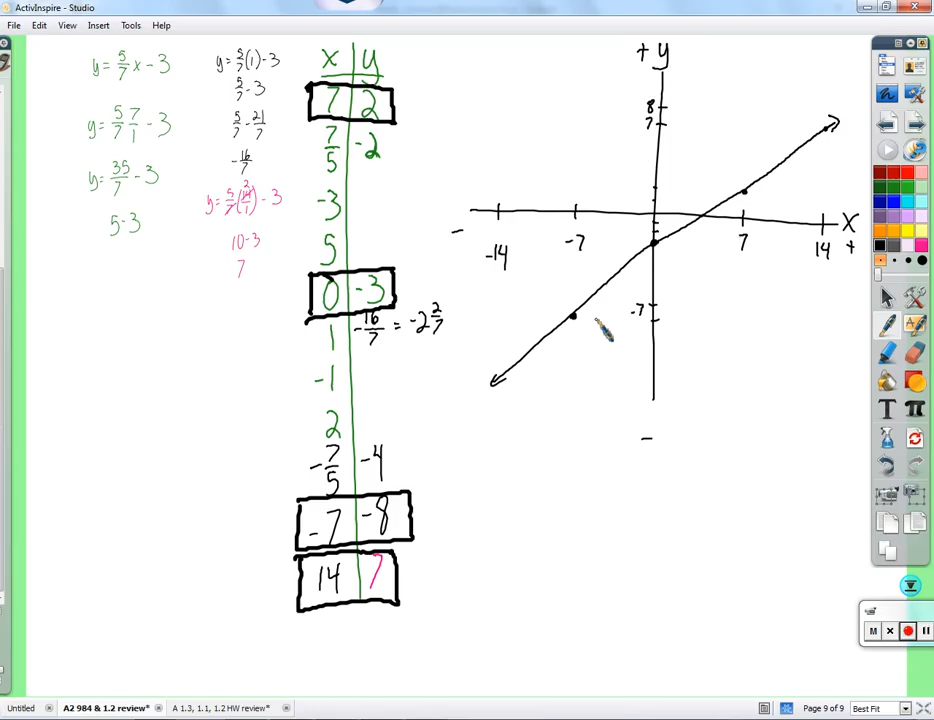 ActivInspire - Studio
File Edit View Insert Tools
y = 5/7 x - 3
y = 5/7 7/1 - 3
y = 35/7 - 3
5 - 3
y = 5/7 (1) - 3
5/7 - 3
5/7 - 21/7
-16/7
y = 5/7 (14/1) - 3
2
10 - 3
7
x y
7 2
7/5 -2
-3
5
0 -3
1 -16/7 = -2 2/7
-1
2
-7/5 -4
-7 -8
14 7
+ y
8
7
- -14 -7 7 14 x +
-7
-
T π
M
Untitled A2 984 & 1.2 review* A 1.3, 1.1, 1.2 HW review* Page 9 of 9 Best Fit